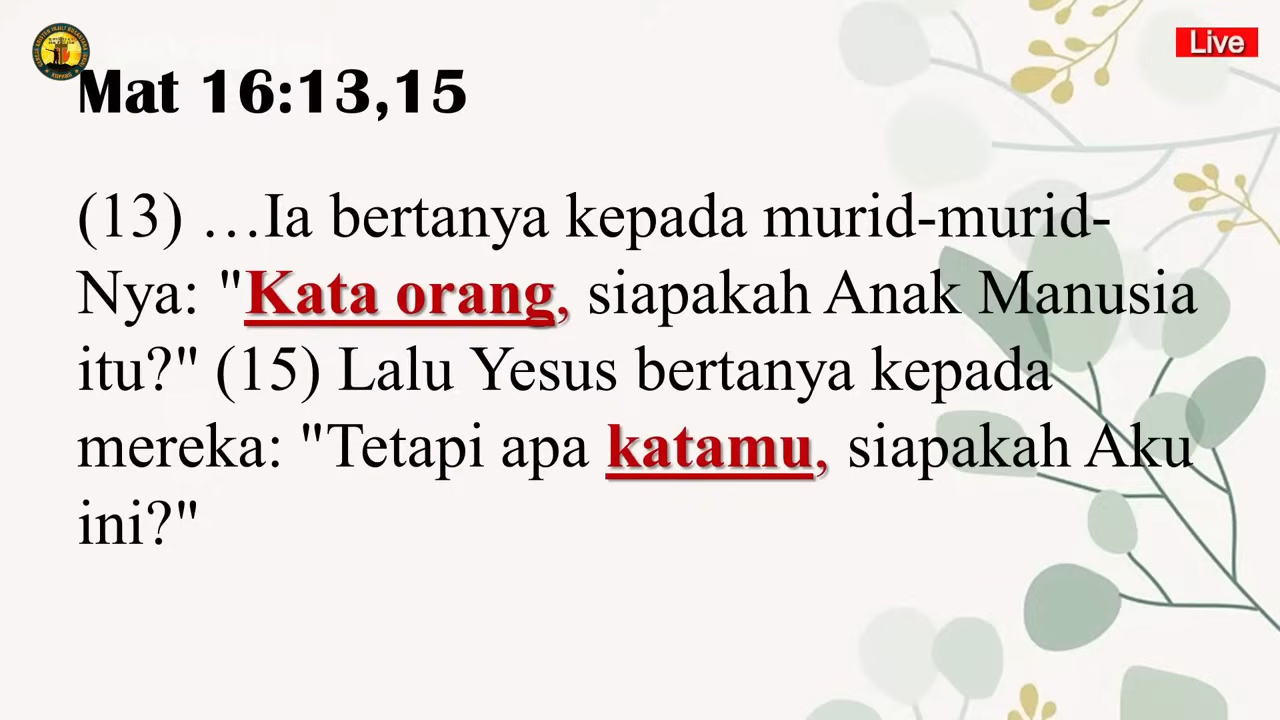 Live
Mat 16:13,15
(13) …Ia bertanya kepada murid-murid-
Nya: "Kata orang, siapakah Anak Manusia
itu?" (15) Lalu Yesus bertanya kepada
mereka: "Tetapi apa katamu, siapakah Aku
ini?"